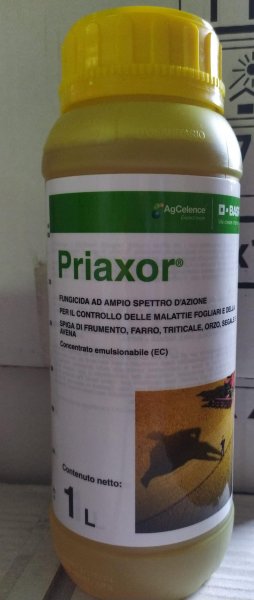 AgCelence
BASF
Priaxor®
FUNGICIDA AD AMPIO SPETTRO D'AZIONE
PER IL CONTROLLO DELLE MALATTIE FOGLIARI E DELLA
SPIGA DI FRUMENTO, FARRO, TRITICALE, ORZO, SEGALE E
AVENA
Concentrato emulsionabile (EC)
Contenuto netto:
1 L